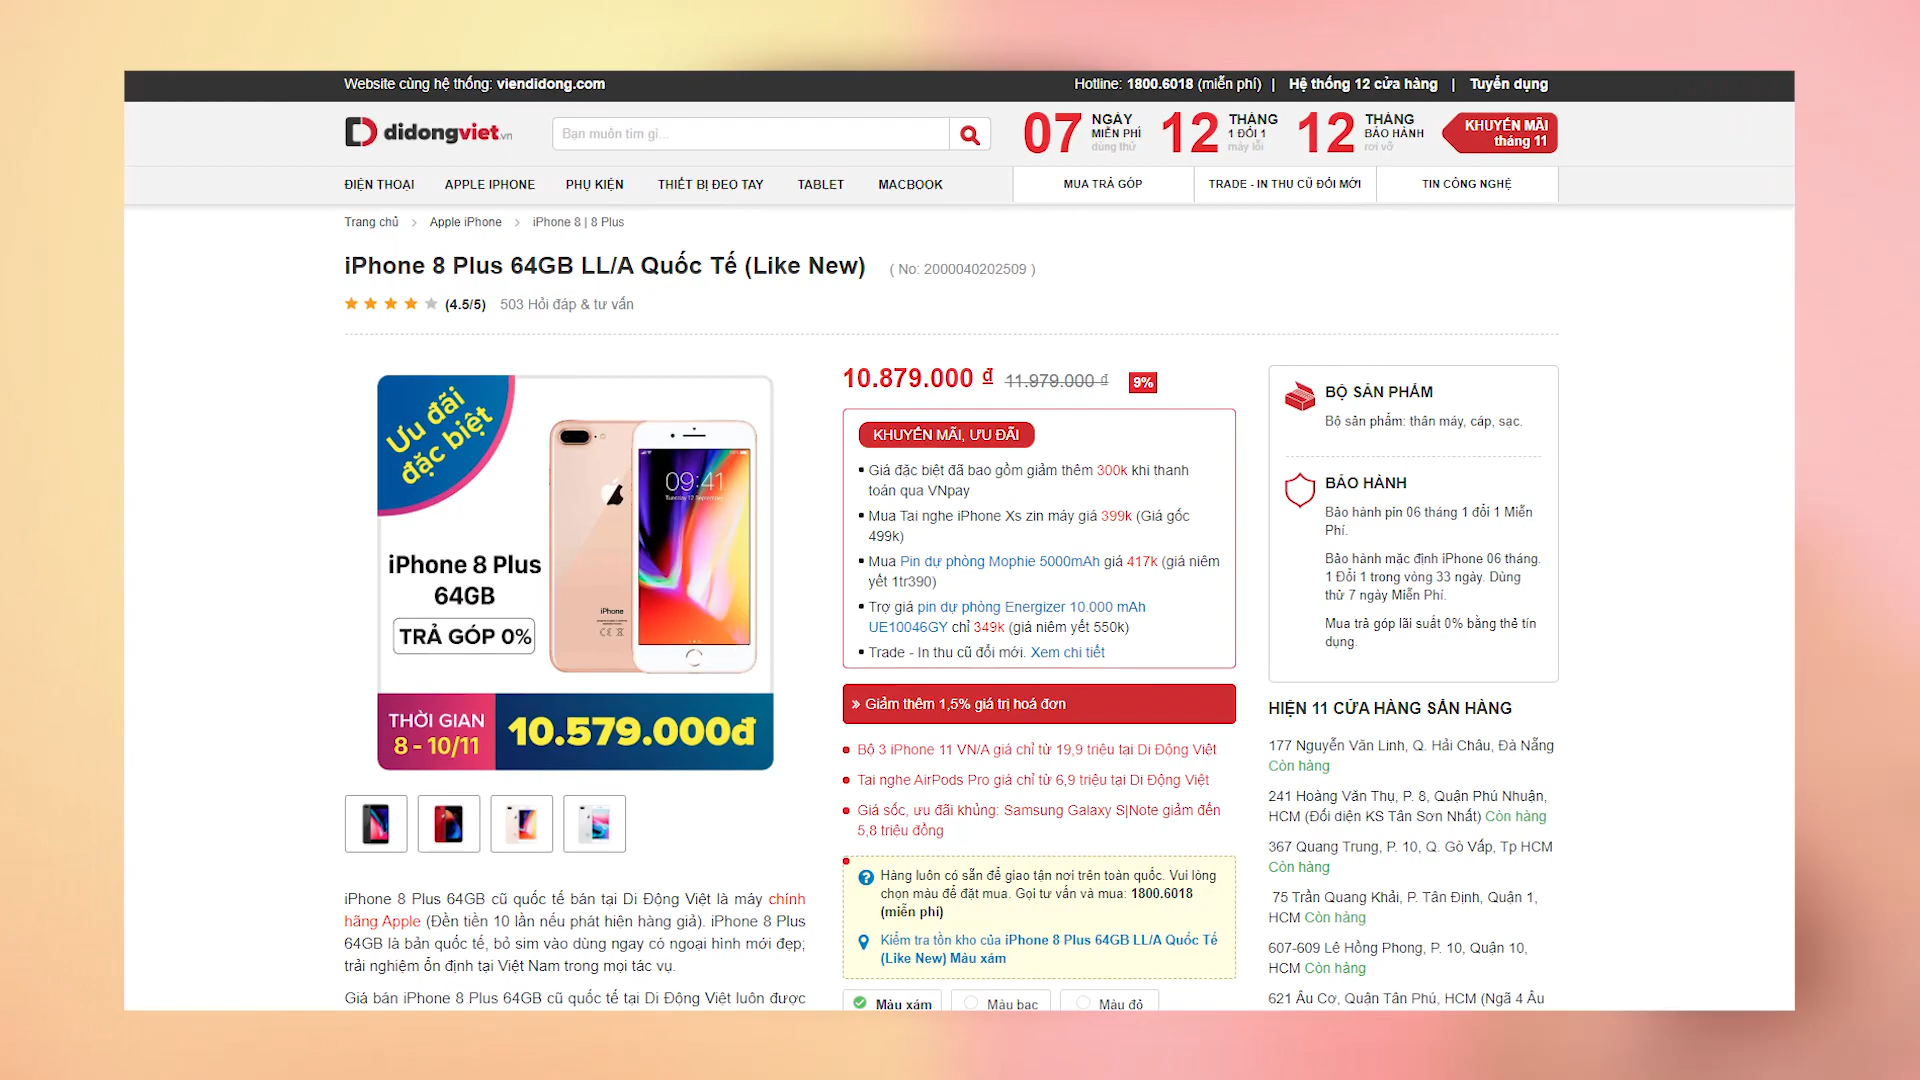 Website cùng hệ thống: viendidong.com
Hotline: 1800.6018 (miễn phí) | Hệ thống 12 cửa hàng | Tuyển dụng
didongviet.vn
Bạn muốn tìm gì...
07 NGÀY MIỄN PHÍ dùng thử
12 THÁNG 1 ĐỔI 1 máy lỗi
12 THÁNG BẢO HÀNH rơi vỡ
KHUYẾN MÃI
tháng 11
ĐIỆN THOẠI APPLE IPHONE PHỤ KIỆN THIẾT BỊ ĐEO TAY TABLET MACBOOK
MUA TRẢ GÓP TRADE - IN THU CŨ ĐỔI MỚI TIN CÔNG NGHỆ
Trang chủ > Apple iPhone > iPhone 8 | 8 Plus
iPhone 8 Plus 64GB LL/A Quốc Tế (Like New) ( No: 2000040202509 )
(4.5/5) 503 Hỏi đáp & tư vấn
Ưu đãi
đặc biệt
09:41
Tuesday 12 September
iPhone
iPhone 8 Plus
64GB
TRẢ GÓP 0%
THỜI GIAN
8 - 10/11
10.579.000đ
iPhone 8 Plus 64GB cũ quốc tế bán tại Di Động Việt là máy chính
hãng Apple (Đền tiền 10 lần nếu phát hiện hàng giả). iPhone 8 Plus
64GB là bản quốc tế, bỏ sim vào dùng ngay có ngoại hình mới đẹp;
trải nghiệm ổn định tại Việt Nam trong mọi tác vụ.
Giá bán iPhone 8 Plus 64GB cũ quốc tế tại Di Động Việt luôn được
10.879.000 ₫ 11.979.000 ₫ 9%
KHUYẾN MÃI, ƯU ĐÃI
Giá đặc biệt đã bao gồm giảm thêm 300k khi thanh
toán qua VNpay
Mua Tai nghe iPhone Xs zin máy giá 399k (Giá gốc
499k)
Mua Pin dự phòng Mophie 5000mAh giá 417k (giá niêm
yết 1tr390)
Trợ giá pin dự phòng Energizer 10.000 mAh
UE10046GY chỉ 349k (giá niêm yết 550k)
Trade - In thu cũ đổi mới. Xem chi tiết
» Giảm thêm 1,5% giá trị hoá đơn
Bộ 3 iPhone 11 VN/A giá chỉ từ 19,9 triệu tại Di Động Việt
Tai nghe AirPods Pro giá chỉ từ 6,9 triệu tại Di Động Việt
Giá sốc, ưu đãi khủng: Samsung Galaxy S|Note giảm đến
5,8 triệu đồng
Hàng luôn có sẵn để giao tận nơi trên toàn quốc. Vui lòng
chọn màu để đặt mua. Gọi tư vấn và mua: 1800.6018
(miễn phí)
Kiểm tra tồn kho của iPhone 8 Plus 64GB LL/A Quốc Tế
(Like New) Màu xám
Màu xám Màu bạc Màu đỏ
BỘ SẢN PHẨM
Bộ sản phẩm: thân máy, cáp, sạc.
BẢO HÀNH
Bảo hành pin 06 tháng 1 đổi 1 Miễn
Phí.
Bảo hành mặc định iPhone 06 tháng.
1 Đổi 1 trong vòng 33 ngày. Dùng
thử 7 ngày Miễn Phí.
Mua trả góp lãi suất 0% bằng thẻ tín
dụng.
HIỆN 11 CỬA HÀNG SẴN HÀNG
177 Nguyễn Văn Linh, Q. Hải Châu, Đà Nẵng
Còn hàng
241 Hoàng Văn Thụ, P. 8, Quận Phú Nhuận,
HCM (Đối diện KS Tân Sơn Nhất) Còn hàng
367 Quang Trung, P. 10, Q. Gò Vấp, Tp HCM
Còn hàng
75 Trần Quang Khải, P. Tân Định, Quận 1,
HCM Còn hàng
607-609 Lê Hồng Phong, P. 10, Quận 10,
HCM Còn hàng
621 Âu Cơ, Quận Tân Phú, HCM (Ngã 4 Âu